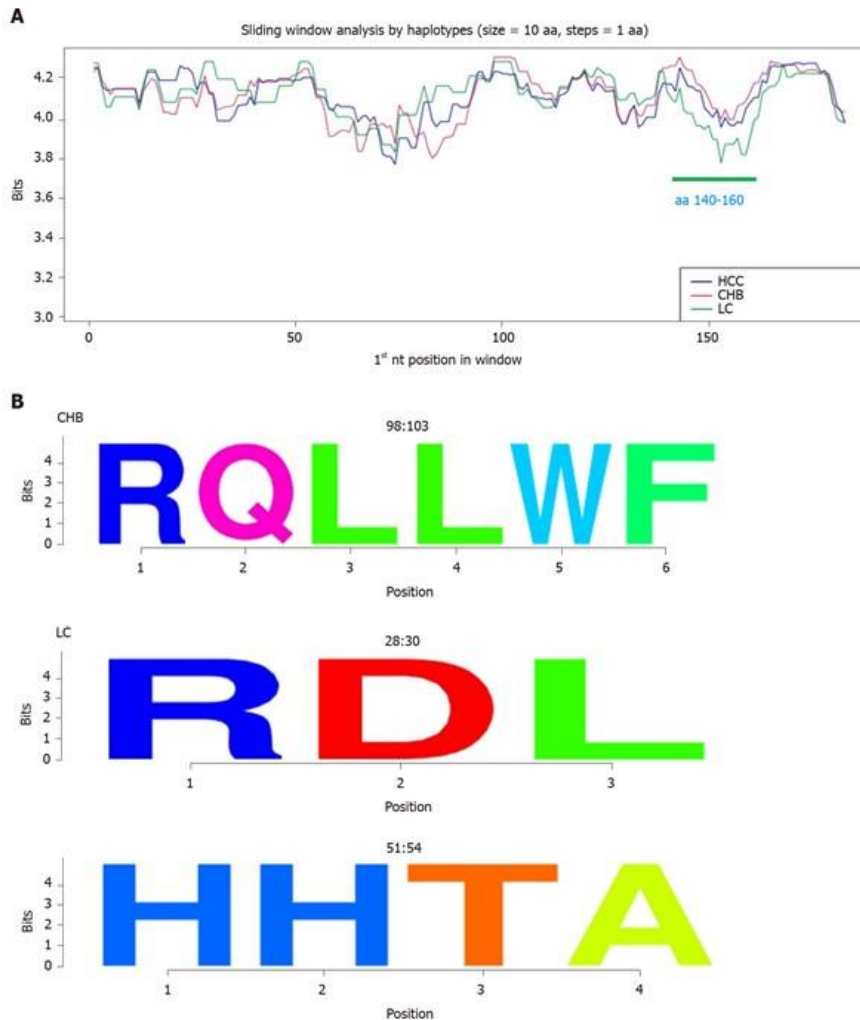 A
Sliding window analysis by haplotypes (size = 10 aa, steps = 1 aa)
4.2
4.0
3.8
3.6
3.4
3.2
3.0
Bits
aa 140-160
HCC
CHB
LC
0
50
100
150
1st nt position in window
B
CHB
98:103
4
3
2
1
0
Bits
RQLLWF
1 2 3 4 5 6
Position
LC
28:30
4
3
2
1
0
Bits
RDL
1 2 3
Position
51:54
4
3
2
1
0
Bits
HHTA
1 2 3 4
Position